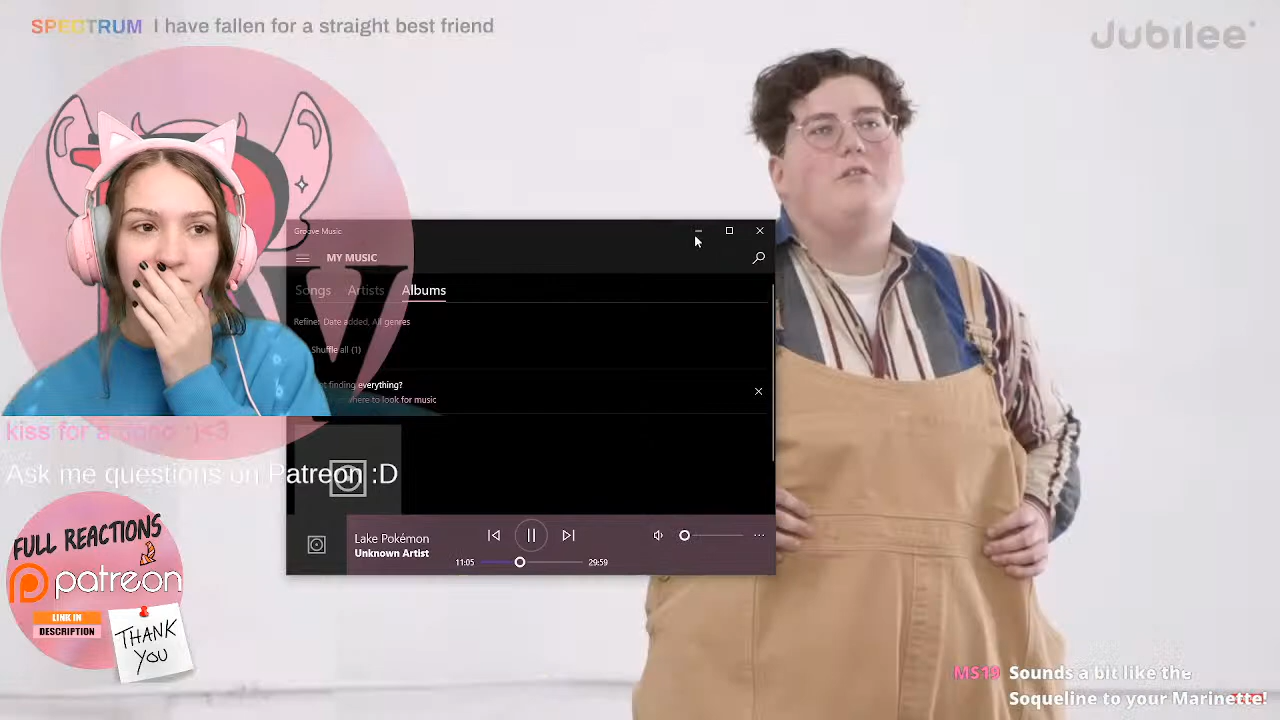 SPECTRUM I have fallen for a straight best friend
Jubilee
Groove Music
MY MUSIC
Songs Artists Albums
Refine: Date added, All genres
Shuffle all (1)
finding everything?
where to look for music
kiss for a
Ask me questions on Patreon :D
FULL REACTIONS
patreon
LINK IN
DESCRIPTION
THANK
YOU
Lake Pokémon
Unknown Artist
11:05
29:59
MS19 Sounds a bit like the
Soqueline to your Marinette!